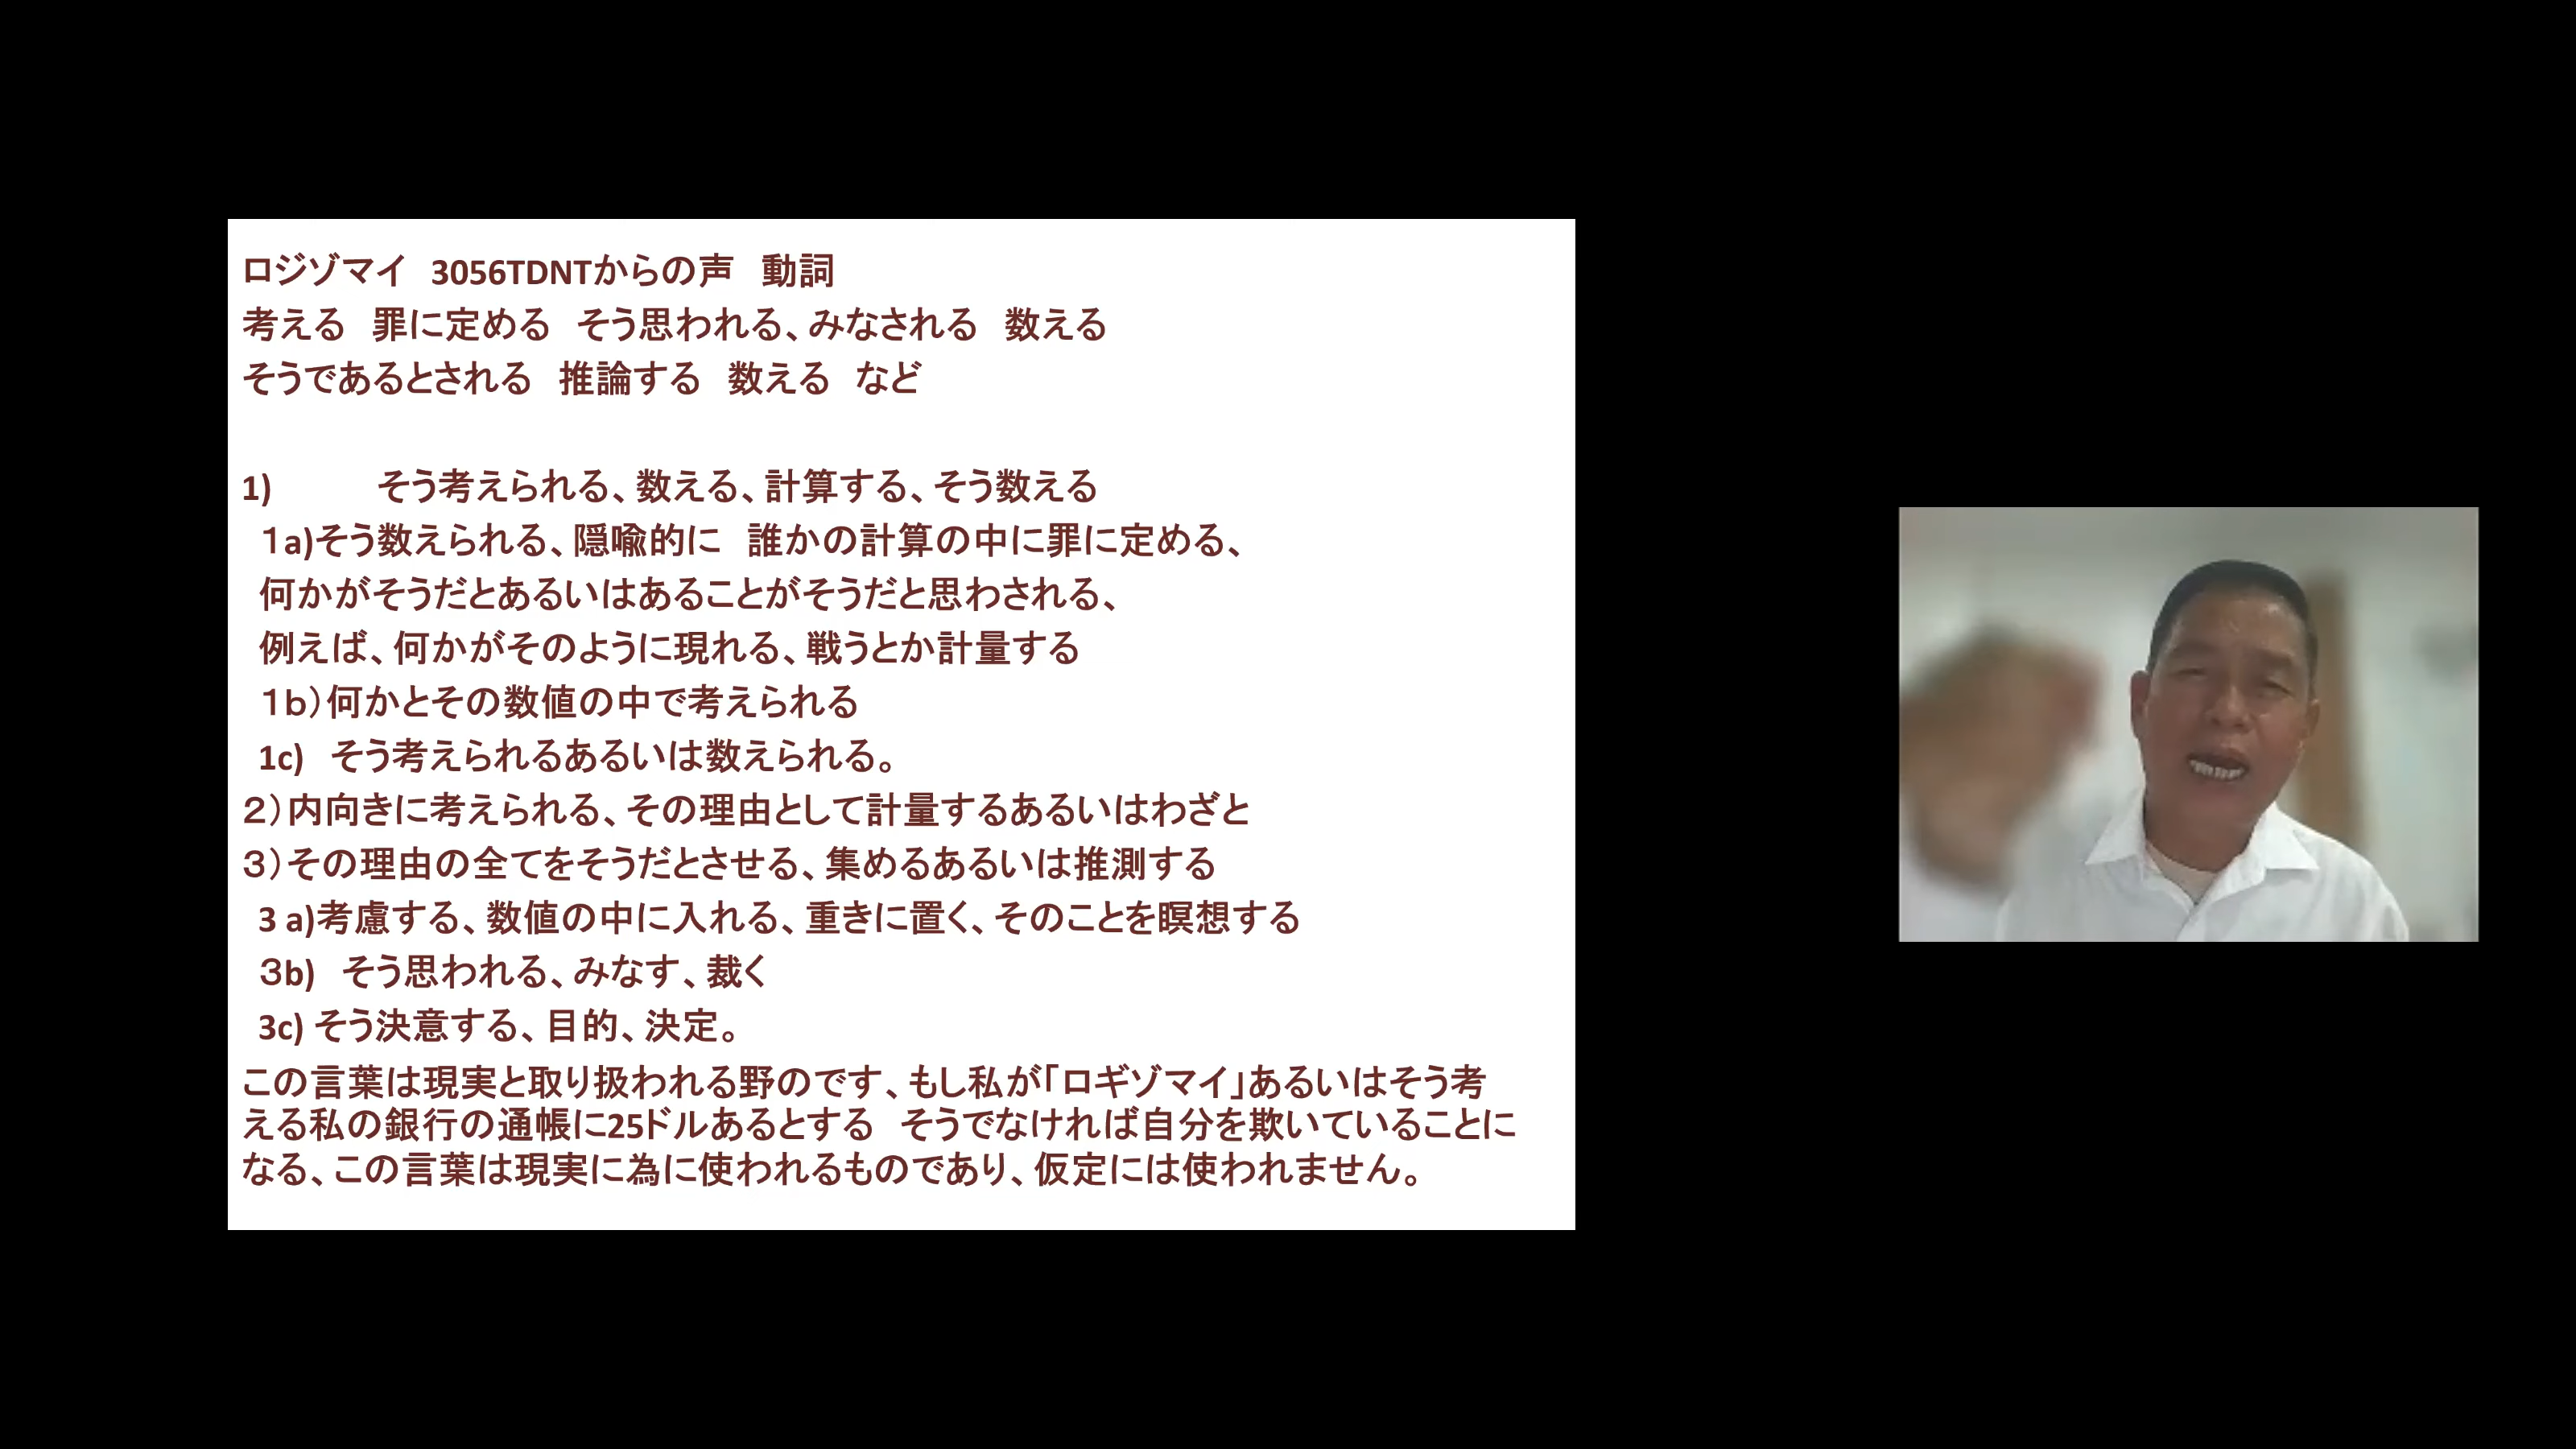 ロジゾマイ　3056TDNTからの声　動詞
考える　罪に定める　そう思われる、みなされる　数える
そうであるとされる　推論する　数える　など
1)　　　そう考えられる、数える、計算する、そう数える
１a)そう数えられる、隠喩的に　誰かの計算の中に罪に定める、
何かがそうだとあるいはあることがそうだと思わされる、
例えば、何かがそのように現れる、戦うとか計量する
１ｂ）何かとその数値の中で考えられる
1c)　そう考えられるあるいは数えられる。
２）内向きに考えられる、その理由として計量するあるいはわざと
３）その理由の全てをそうだとさせる、集めるあるいは推測する
3 a)考慮する、数値の中に入れる、重きに置く、そのことを瞑想する
３b)　そう思われる、みなす、裁く
3c) そう決意する、目的、決定。
この言葉は現実と取り扱われる野のです、もし私が「ロギゾマイ」あるいはそう考
える私の銀行の通帳に25ドルあるとする　そうでなければ自分を欺いていることに
なる、この言葉は現実に為に使われるものであり、仮定には使われません。